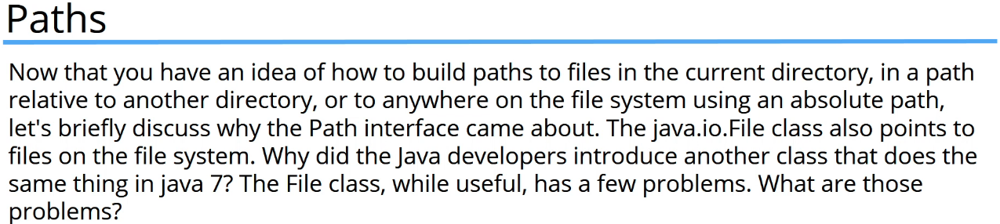 Paths
Now that you have an idea of how to build paths to files in the current directory, in a path
relative to another directory, or to anywhere on the file system using an absolute path,
let's briefly discuss why the Path interface came about. The java.io.File class also points to
files on the file system. Why did the Java developers introduce another class that does the
same thing in java 7? The File class, while useful, has a few problems. What are those
problems?